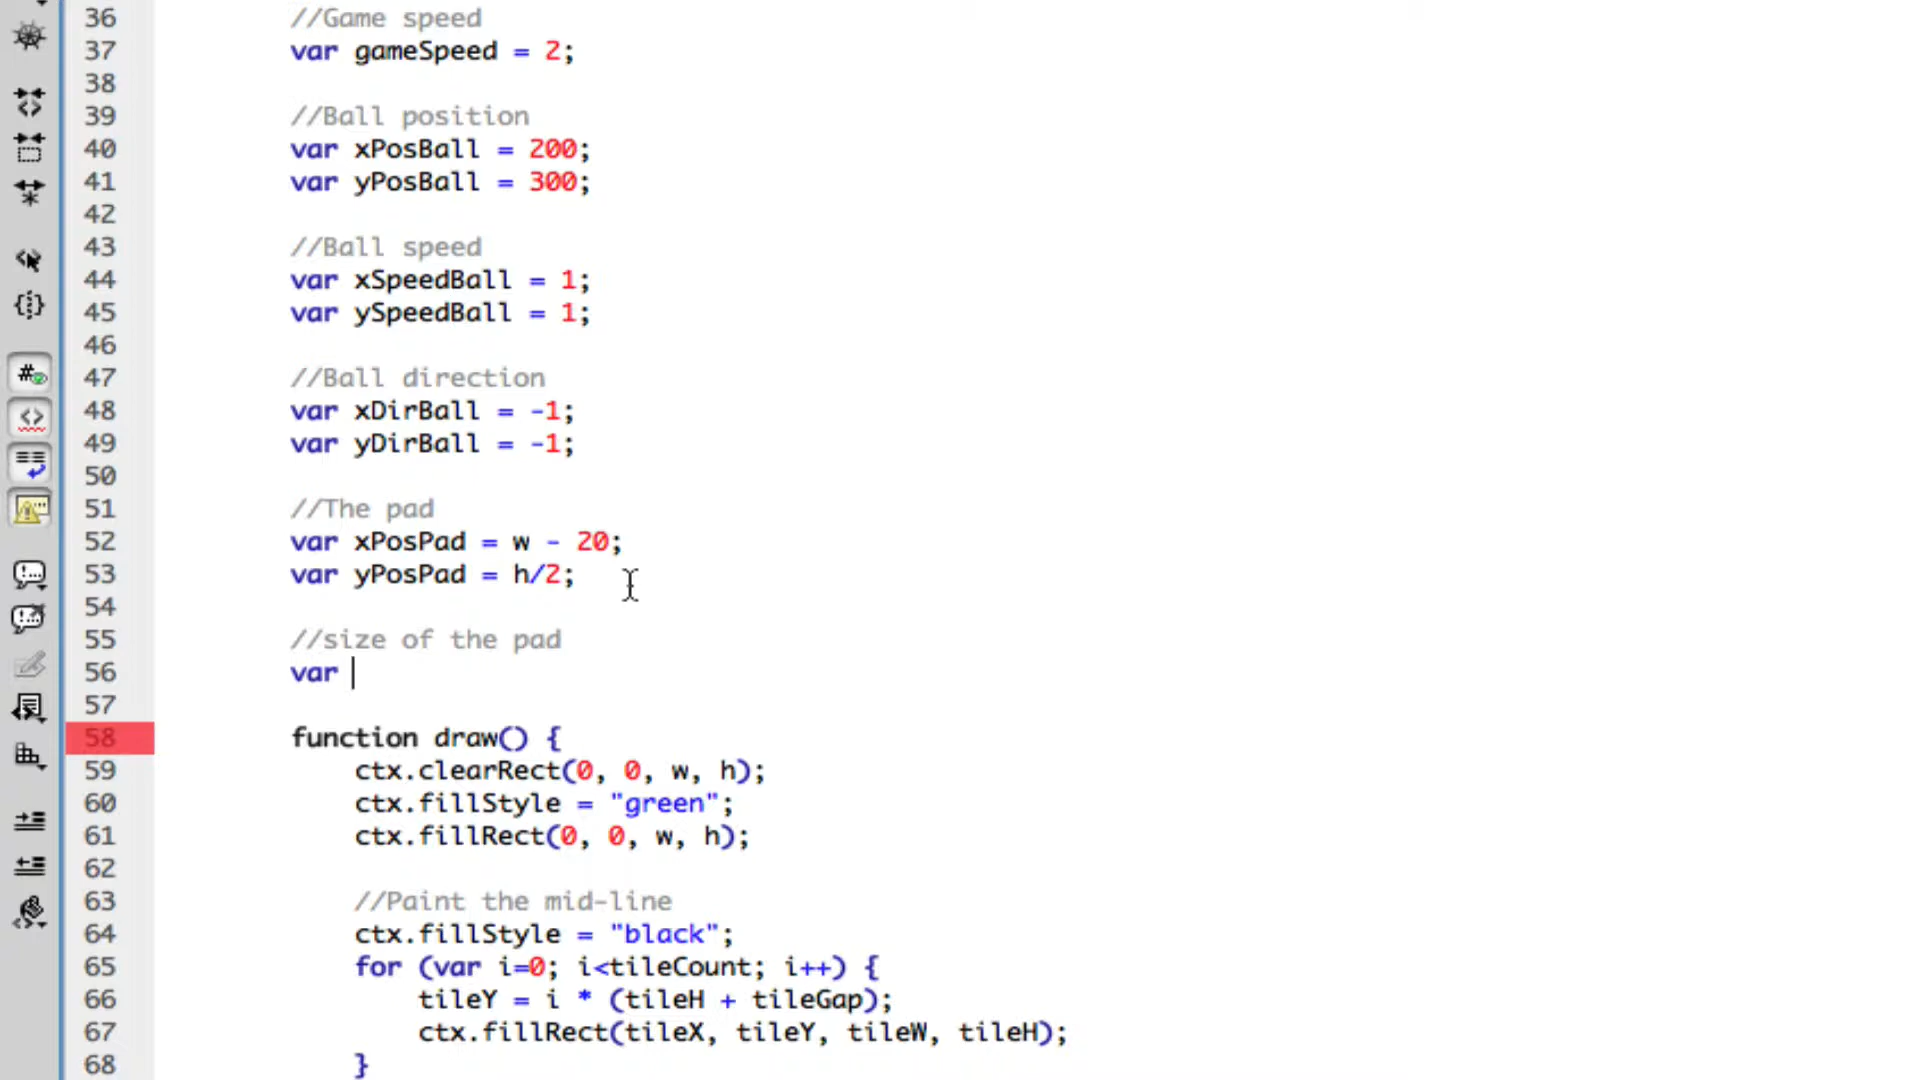 36 //Game speed
37 var gameSpeed = 2;
38
39 //Ball position
40 var xPosBall = 200;
41 var yPosBall = 300;
42
43 //Ball speed
44 var xSpeedBall = 1;
45 var ySpeedBall = 1;
46
47 //Ball direction
48 var xDirBall = -1;
49 var yDirBall = -1;
50
51 //The pad
52 var xPosPad = w - 20;
53 var yPosPad = h/2;
54
55 //size of the pad
56 var
57
58 function draw() {
59 ctx.clearRect(0, 0, w, h);
60 ctx.fillStyle = "green";
61 ctx.fillRect(0, 0, w, h);
62
63 //Paint the mid-line
64 ctx.fillStyle = "black";
65 for (var i=0; i<tileCount; i++) {
66 tileY = i * (tileH + tileGap);
67 ctx.fillRect(tileX, tileY, tileW, tileH);
68 }